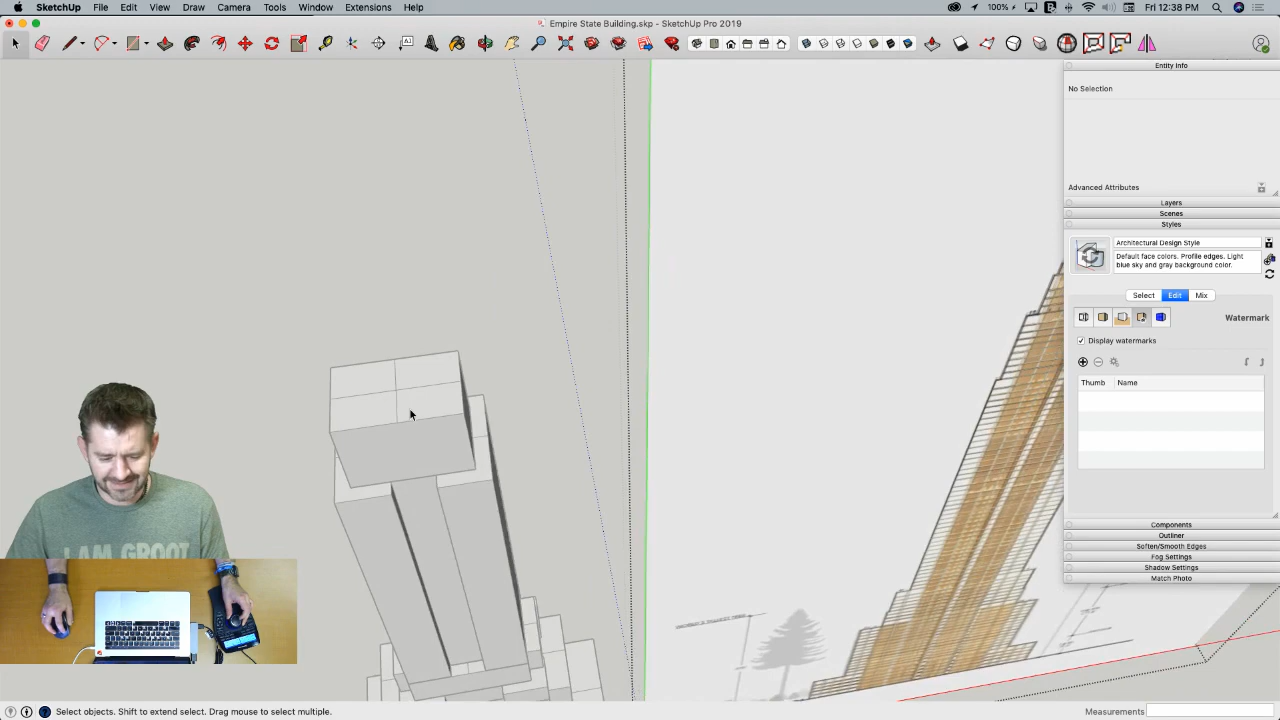 SketchUp File Edit View Draw Camera Tools Window Extensions Help
100% Fri 12:38 PM
Empire State Building.skp - SketchUp Pro 2019
Entity Info
No Selection
Advanced Attributes
Layers
Scenes
Styles
Architectural Design Style
Default face colors. Profile edges. Light
blue sky and gray background color.
Select Edit Mix
Watermark
Display watermarks
Thumb Name
Components
Outliner
Soften/Smooth Edges
Fog Settings
Shadow Settings
Match Photo
I AM GROOT
Select objects. Shift to extend select. Drag mouse to select multiple.
Measurements